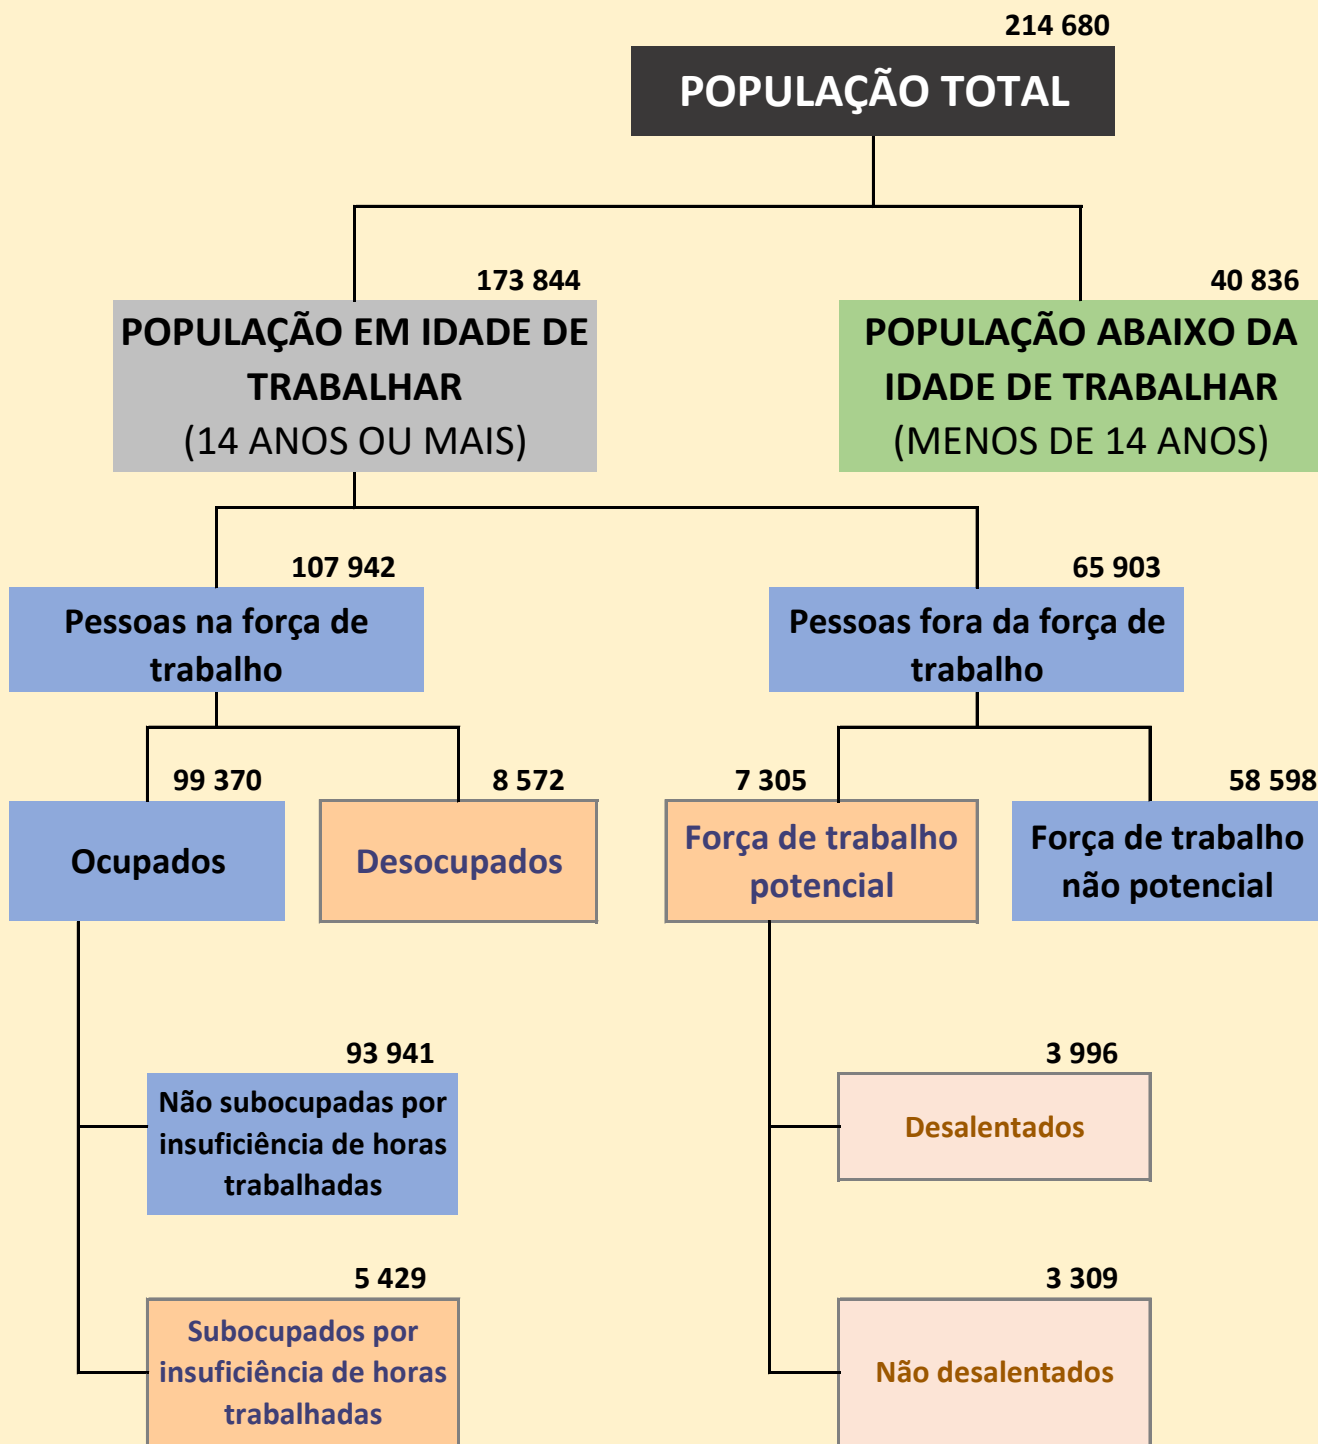 214 680
POPULAÇÃO TOTAL
173 844
POPULAÇÃO EM IDADE DE
TRABALHAR
(14 ANOS OU MAIS)
40 836
POPULAÇÃO ABAIXO DA
IDADE DE TRABALHAR
(MENOS DE 14 ANOS)
107 942
Pessoas na força de
trabalho
65 903
Pessoas fora da força de
trabalho
99 370
Ocupados
8 572
Desocupados
7 305
Força de trabalho
potencial
58 598
Força de trabalho
não potencial
93 941
Não subocupadas por
insuficiência de horas
trabalhadas
3 996
Desalentados
5 429
Subocupados por
insuficiência de horas
trabalhadas
3 309
Não desalentados